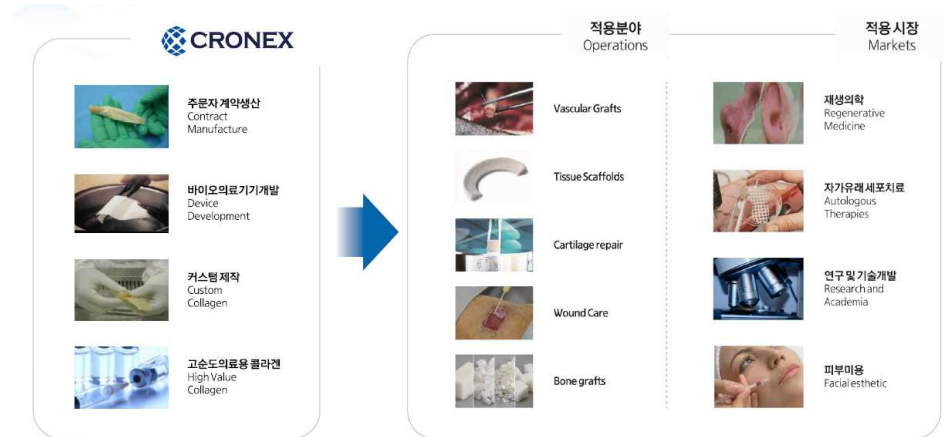 CRONEX
주문자 계약생산
Contract
Manufacture
바이오의료기기개발
Device
Development
커스텀 제작
Custom
Collagen
고순도의료용 콜라겐
High Value
Collagen
적용분야
Operations
Vascular Grafts
Tissue Scaffolds
Cartilage repair
Wound Care
Bone grafts
적용 시장
Markets
재생의학
Regenerative
Medicine
자가유래 세포치료
Autologous
Therapies
연구 및 기술개발
Research and
Academia
피부미용
Facial esthetic